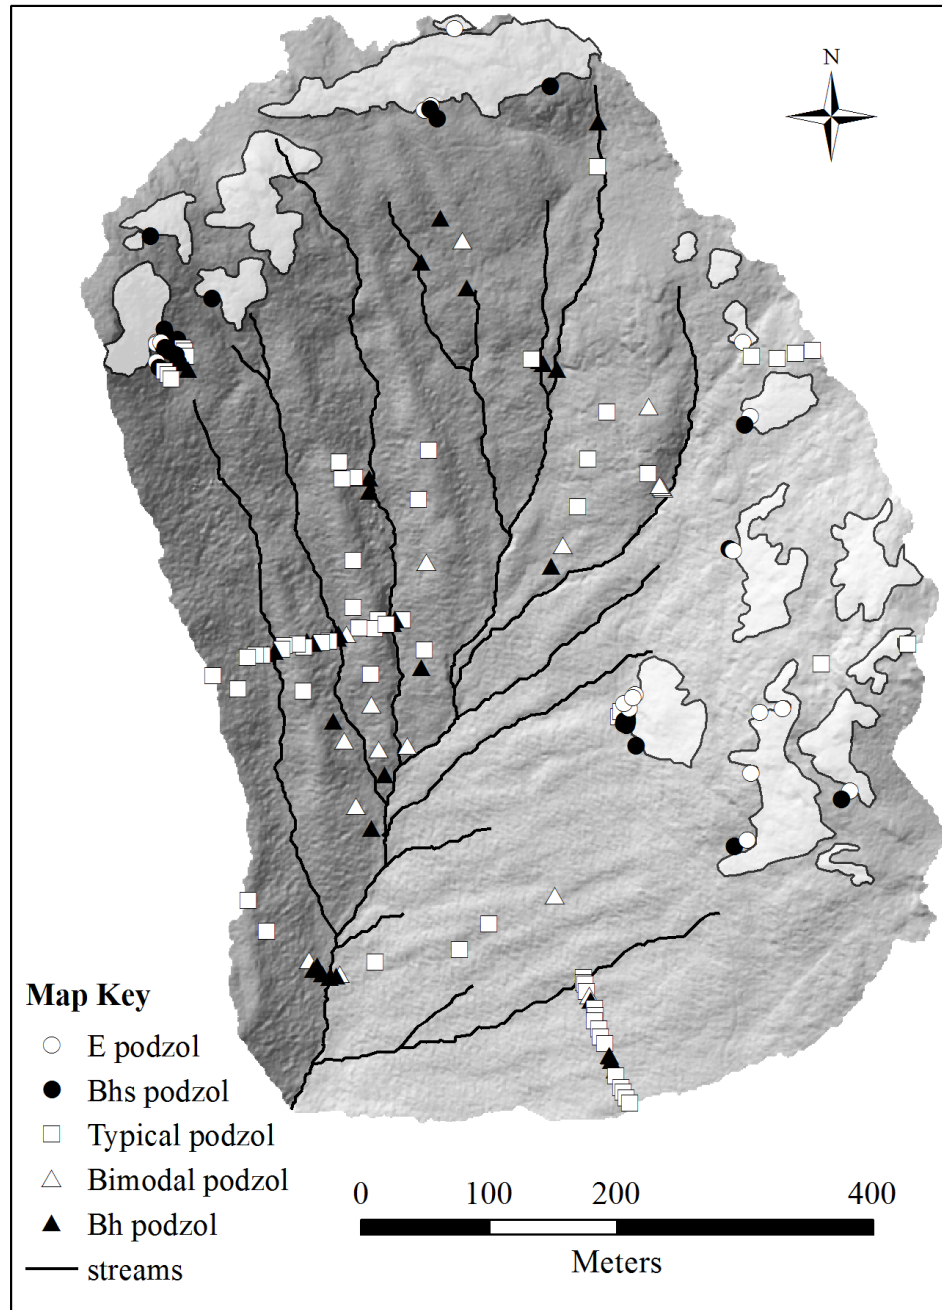 N
Map Key
E podzol
Bhs podzol
Typical podzol
Bimodal podzol
Bh podzol
streams
0 100 200 400
Meters